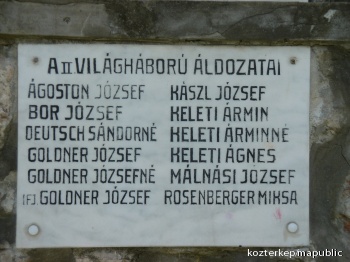 A II VILÁGHÁBORÚ ÁLDOZATAI
ÁGOSTON JÓZSEF
BOR JÓZSEF
DEUTSCH SÁNDORNÉ
GOLDNER JÓZSEF
GOLDNER JÓZSEFNÉ
IFJ GOLDNER JÓZSEF
KÁSZL JÓZSEF
KELETI ÁRMIN
KELETI ÁRMINNÉ
KELETI ÁGNES
MÁLNÁSI JÓZSEF
ROSENBERGER MIKSA
kozterkep/mapublic